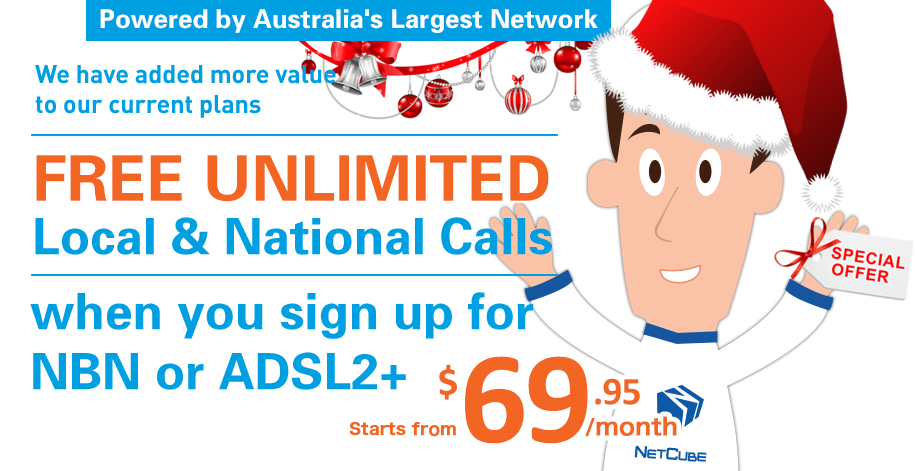 Powered by Australia's Largest Network
We have added more value
to our current plans
FREE UNLIMITED
Local & National Calls
when you sign up for
NBN or ADSL2+
Starts from $69.95/month
SPECIAL
OFFER
NETCUBE